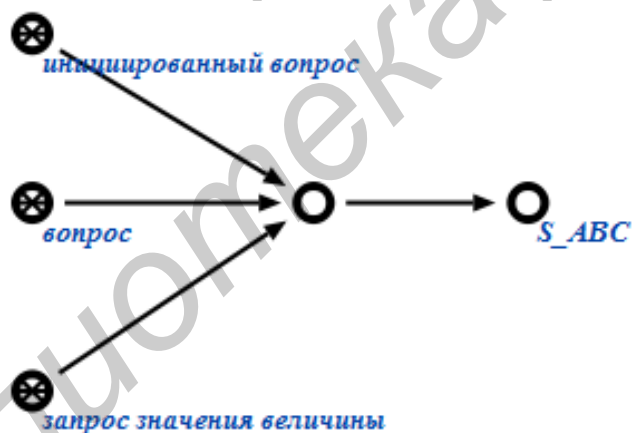 инициированный вопрос
вопрос
S_ABC
запрос значения величины